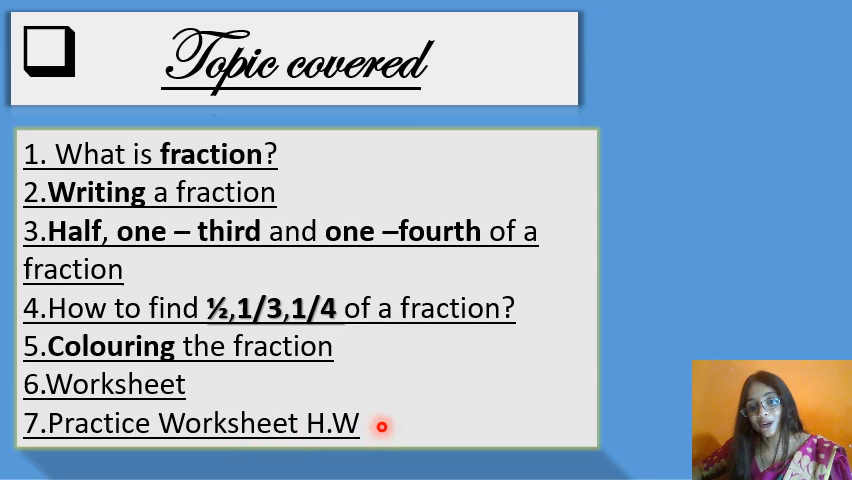 Topic covered
1. What is fraction?
2.Writing a fraction
3.Half, one – third and one –fourth of a
fraction
4.How to find ½,1/3,1/4 of a fraction?
5.Colouring the fraction
6.Worksheet
7.Practice Worksheet H.W